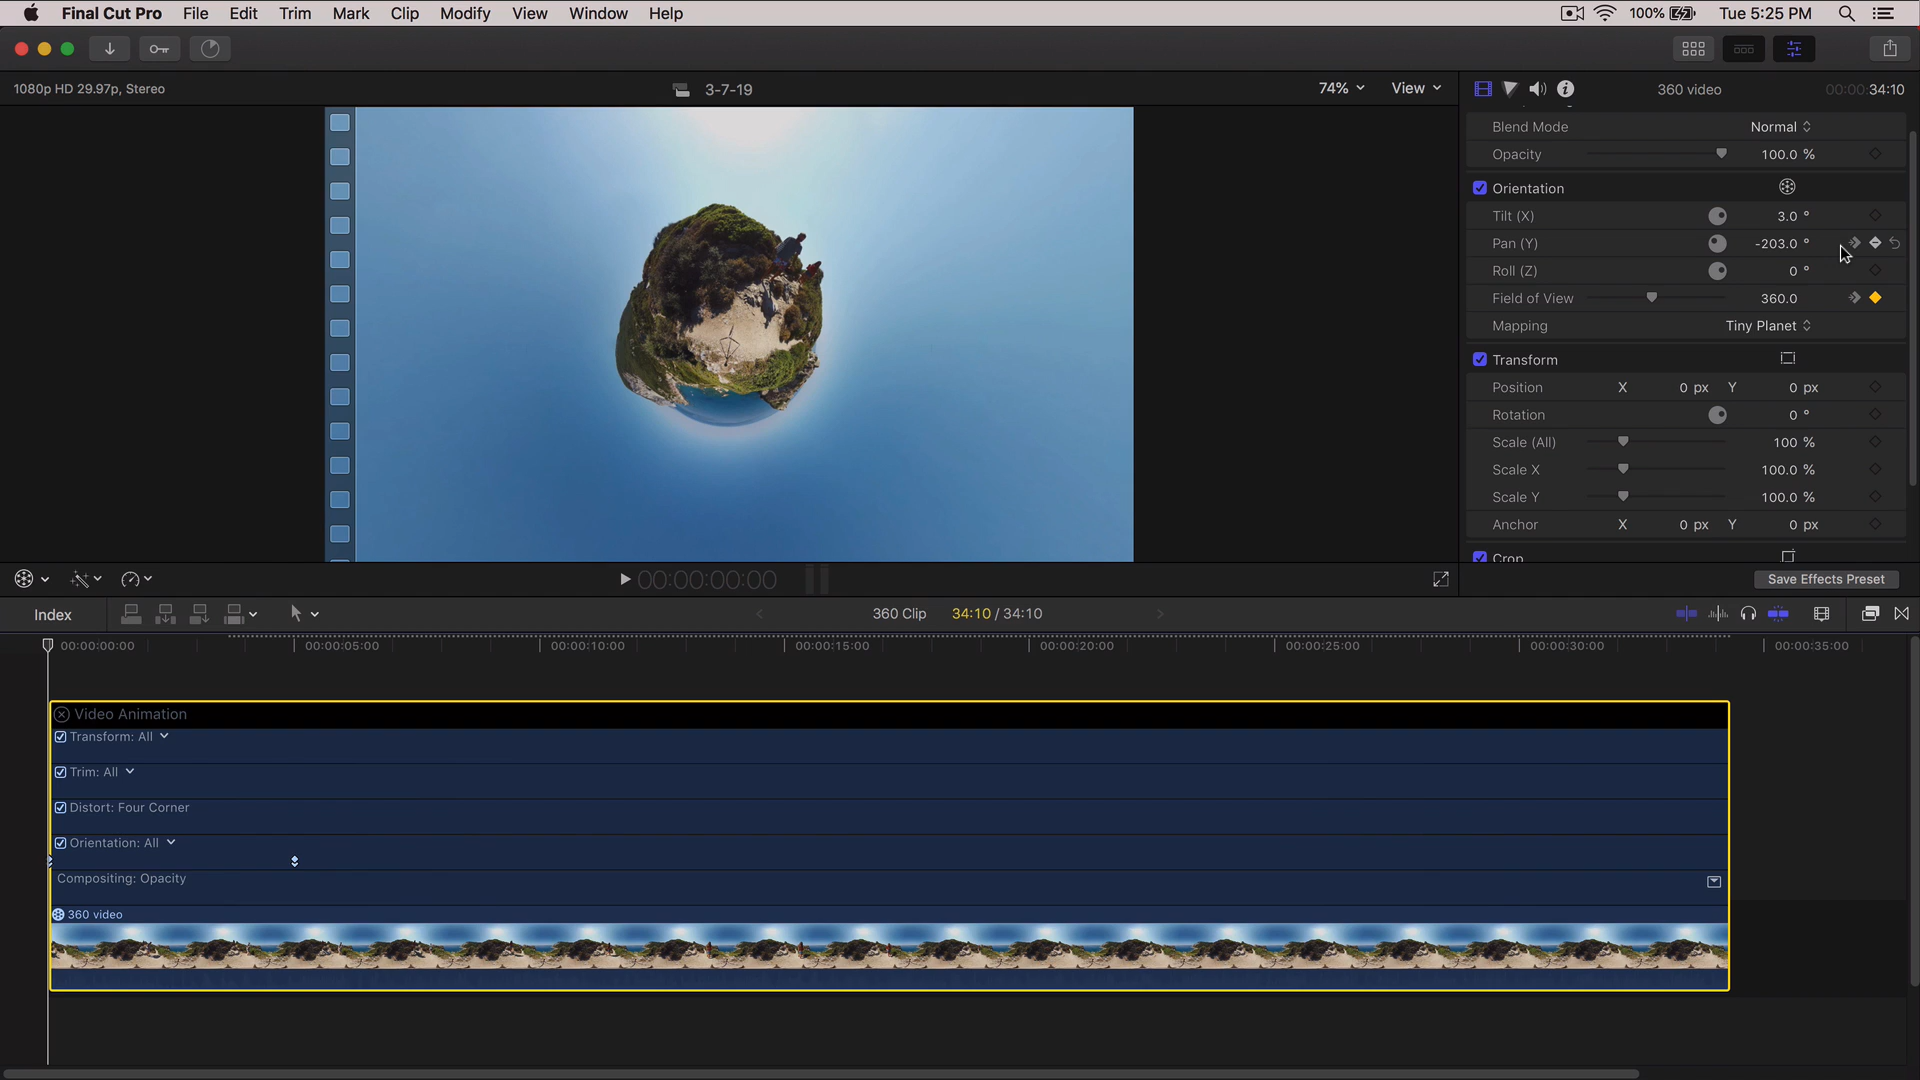 Final Cut Pro File Edit Trim Mark Clip Modify View Window Help 100% Tue 5:25 PM
1080p HD 29.97p, Stereo 3-7-19 74% View 360 video 00:00:34:10
Blend Mode Normal
Opacity 100.0 %
Orientation
Tilt (X) 3.0 °
Pan (Y) -203.0 °
Roll (Z) 0 °
Field of View 360.0
Mapping Tiny Planet
Transform
Position X 0 px Y 0 px
Rotation 0 °
Scale (All) 100 %
Scale X 100.0 %
Scale Y 100.0 %
Anchor X 0 px Y 0 px
Crop
00:00:00:00 Save Effects Preset
Index 360 Clip 34:10 / 34:10
00:00:00:00 00:00:05:00 00:00:10:00 00:00:15:00 00:00:20:00 00:00:25:00 00:00:30:00 00:00:35:00
Video Animation
Transform: All
Trim: All
Distort: Four Corner
Orientation: All
Compositing: Opacity
360 video